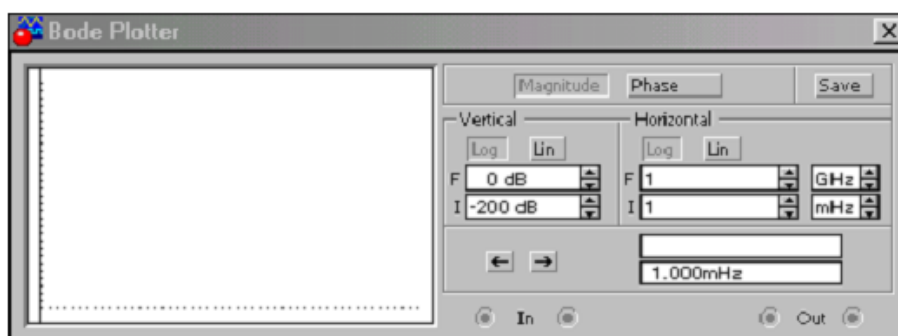 Bode Plotter
Magnitude Phase Save
Vertical Horizontal
Log Lin Log Lin
F 0 dB F 1 GHz
I -200 dB I 1 mHz
← →
1.000mHz
In Out